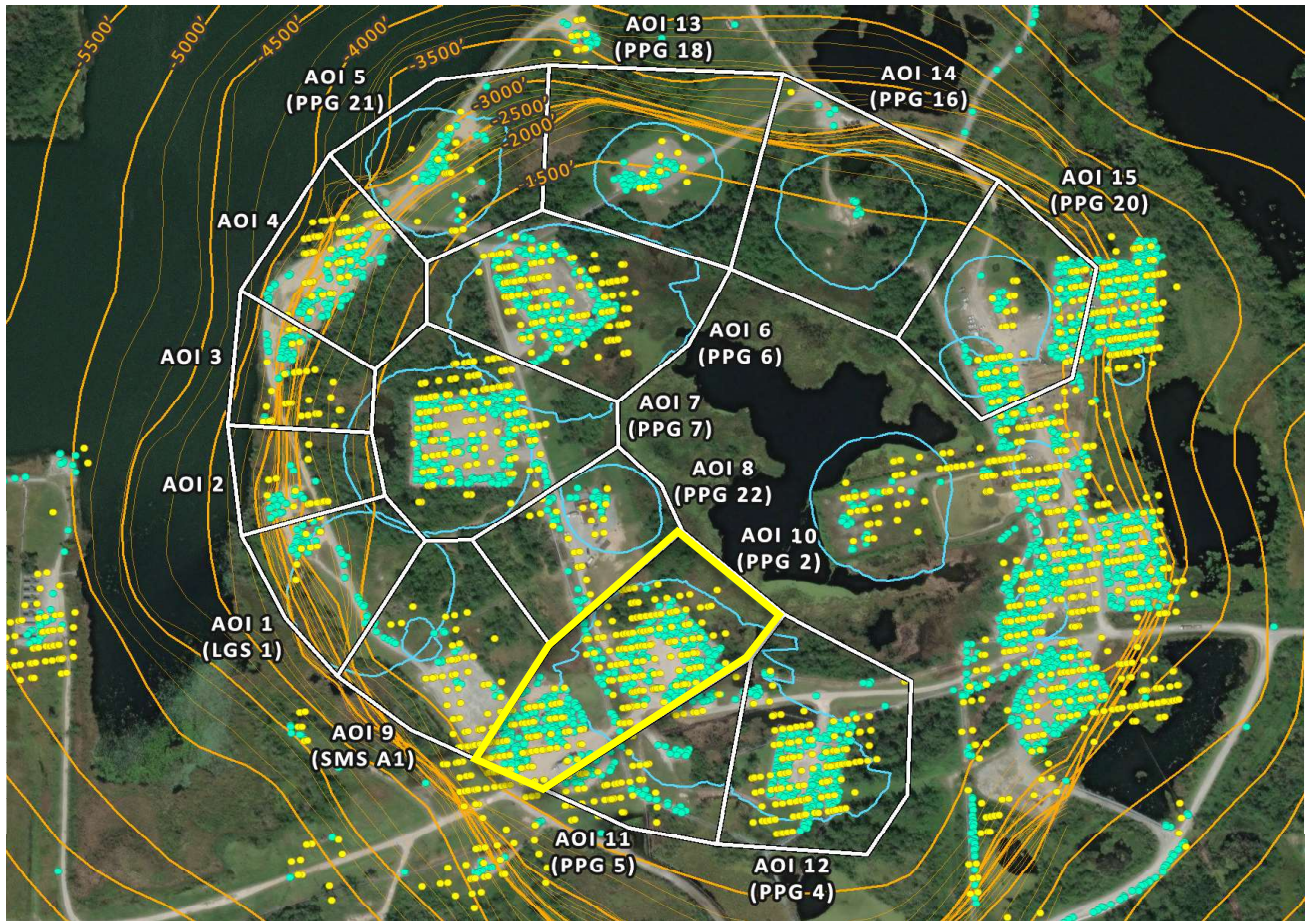 -5500'
-5000'
-4500'
-4000'
-3500'
-3000'
-2500'
-2000'
-1500'
AOI 13
(PPG 18)
AOI 5
(PPG 21)
AOI 14
(PPG 16)
AOI 15
(PPG 20)
AOI 4
AOI 3
AOI 6
(PPG 6)
AOI 7
(PPG 7)
AOI 2
AOI 8
(PPG 22)
AOI 10
(PPG 2)
AOI 1
(LGS 1)
AOI 9
(SMS A1)
AOI 11
(PPG 5)
AOI 12
(PPG 4)